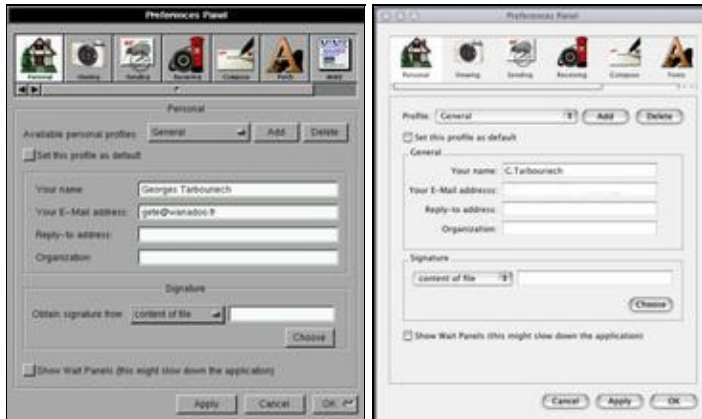 Preferences Panel
Personal Viewing Sending Receiving Compose Fonts
Personal
Available personal profiles: General Add Delete
Set this profile as default
Your name: Georges Tarbouriech
Your E-Mail address: gete@wanadoo.fr
Reply-to address:
Organization:
Signature
Obtain signature from content of file
Choose
Show Wait Panels (this might slow down the application)
Apply Cancel OK
Preferences Panel
Personal Viewing Sending Receiving Compose Fonts
Profile: General Add Delete
Set this profile as default
General
Your name: G.Tarbouriech
Your E-Mail addresss:
Reply-to address:
Organization:
Signature
content of file
Choose
Show Wait Panels (this might slow down the application)
Cancel Apply OK